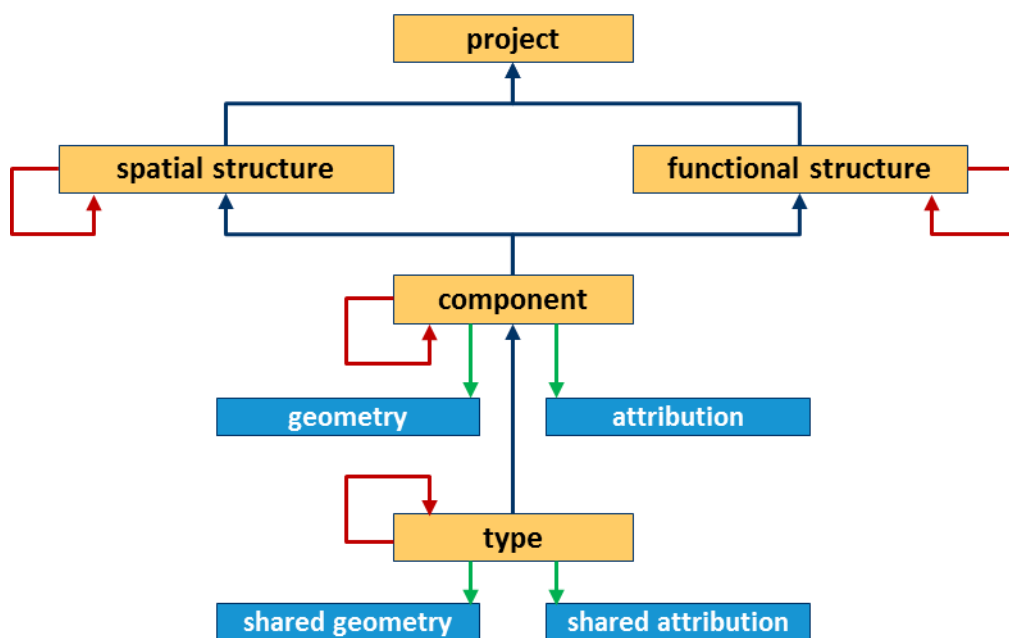 project
spatial structure
functional structure
component
geometry
attribution
type
shared geometry
shared attribution